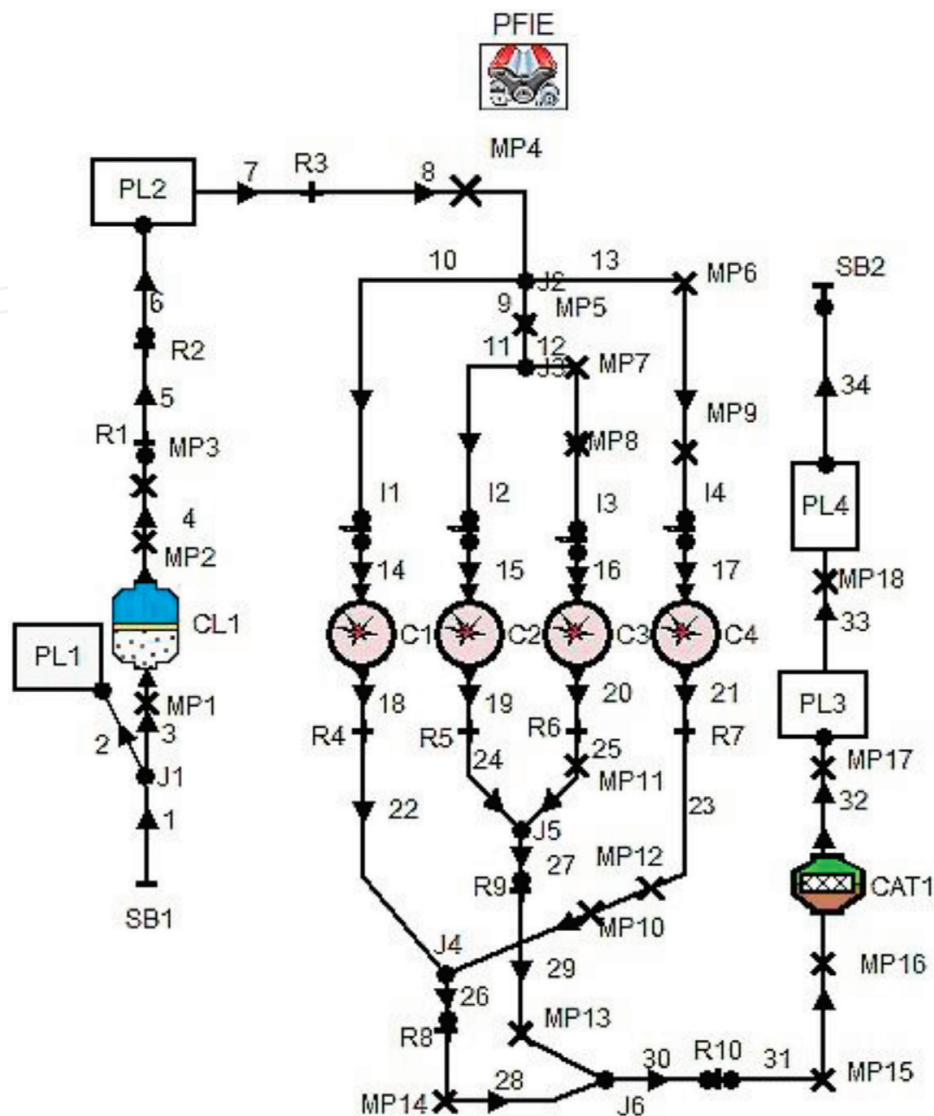 PFIE
MP4
7
R3
8
PL2
10
J2
13
MP6
SB2
9
MP5
6
R2
11
12
J3
MP7
34
5
R1
MP3
MP8
MP9
4
I1
I2
I3
I4
PL4
MP2
14
15
16
17
MP18
CL1
C1
C2
C3
C4
33
PL1
MP1
18
19
20
21
PL3
2
3
R4
R5
R6
R7
24
25
MP17
J1
MP11
32
1
22
23
J5
27
MP12
SB1
R9
CAT1
MP10
J4
26
29
MP16
R8
MP13
30
R10
31
MP14
28
J6
MP15